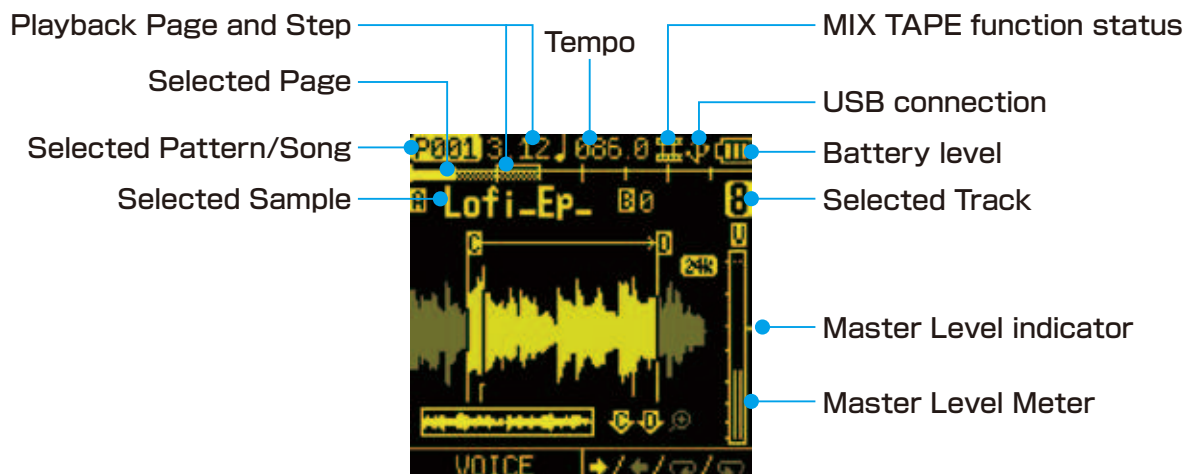 Playback Page and Step
Tempo
MIX TAPE function status
Selected Page
USB connection
Selected Pattern/Song
P001 3 12 086.0
Battery level
Selected Sample
A Lofi_Ep_ B0 8
Selected Track
V
C D
24k
Master Level indicator
Master Level Meter
C D
VOICE / / /